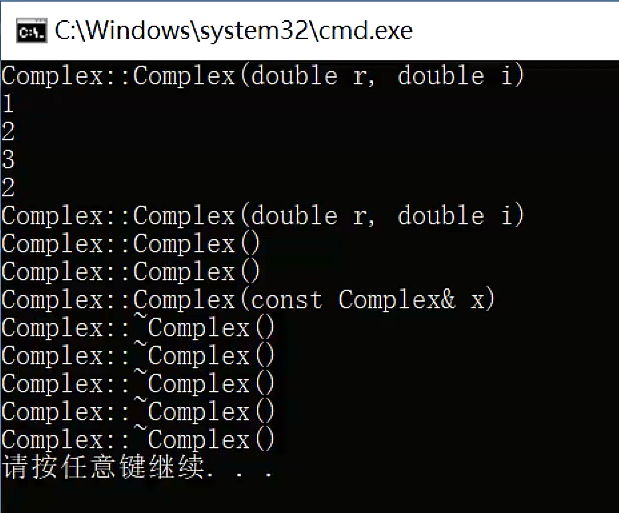 C:\Windows\system32\cmd.exe
Complex::Complex(double r, double i)
1
2
3
2
Complex::Complex(double r, double i)
Complex::Complex()
Complex::Complex()
Complex::Complex(const Complex& x)
Complex::~Complex()
Complex::~Complex()
Complex::~Complex()
Complex::~Complex()
Complex::~Complex()
请按任意键继续. . .